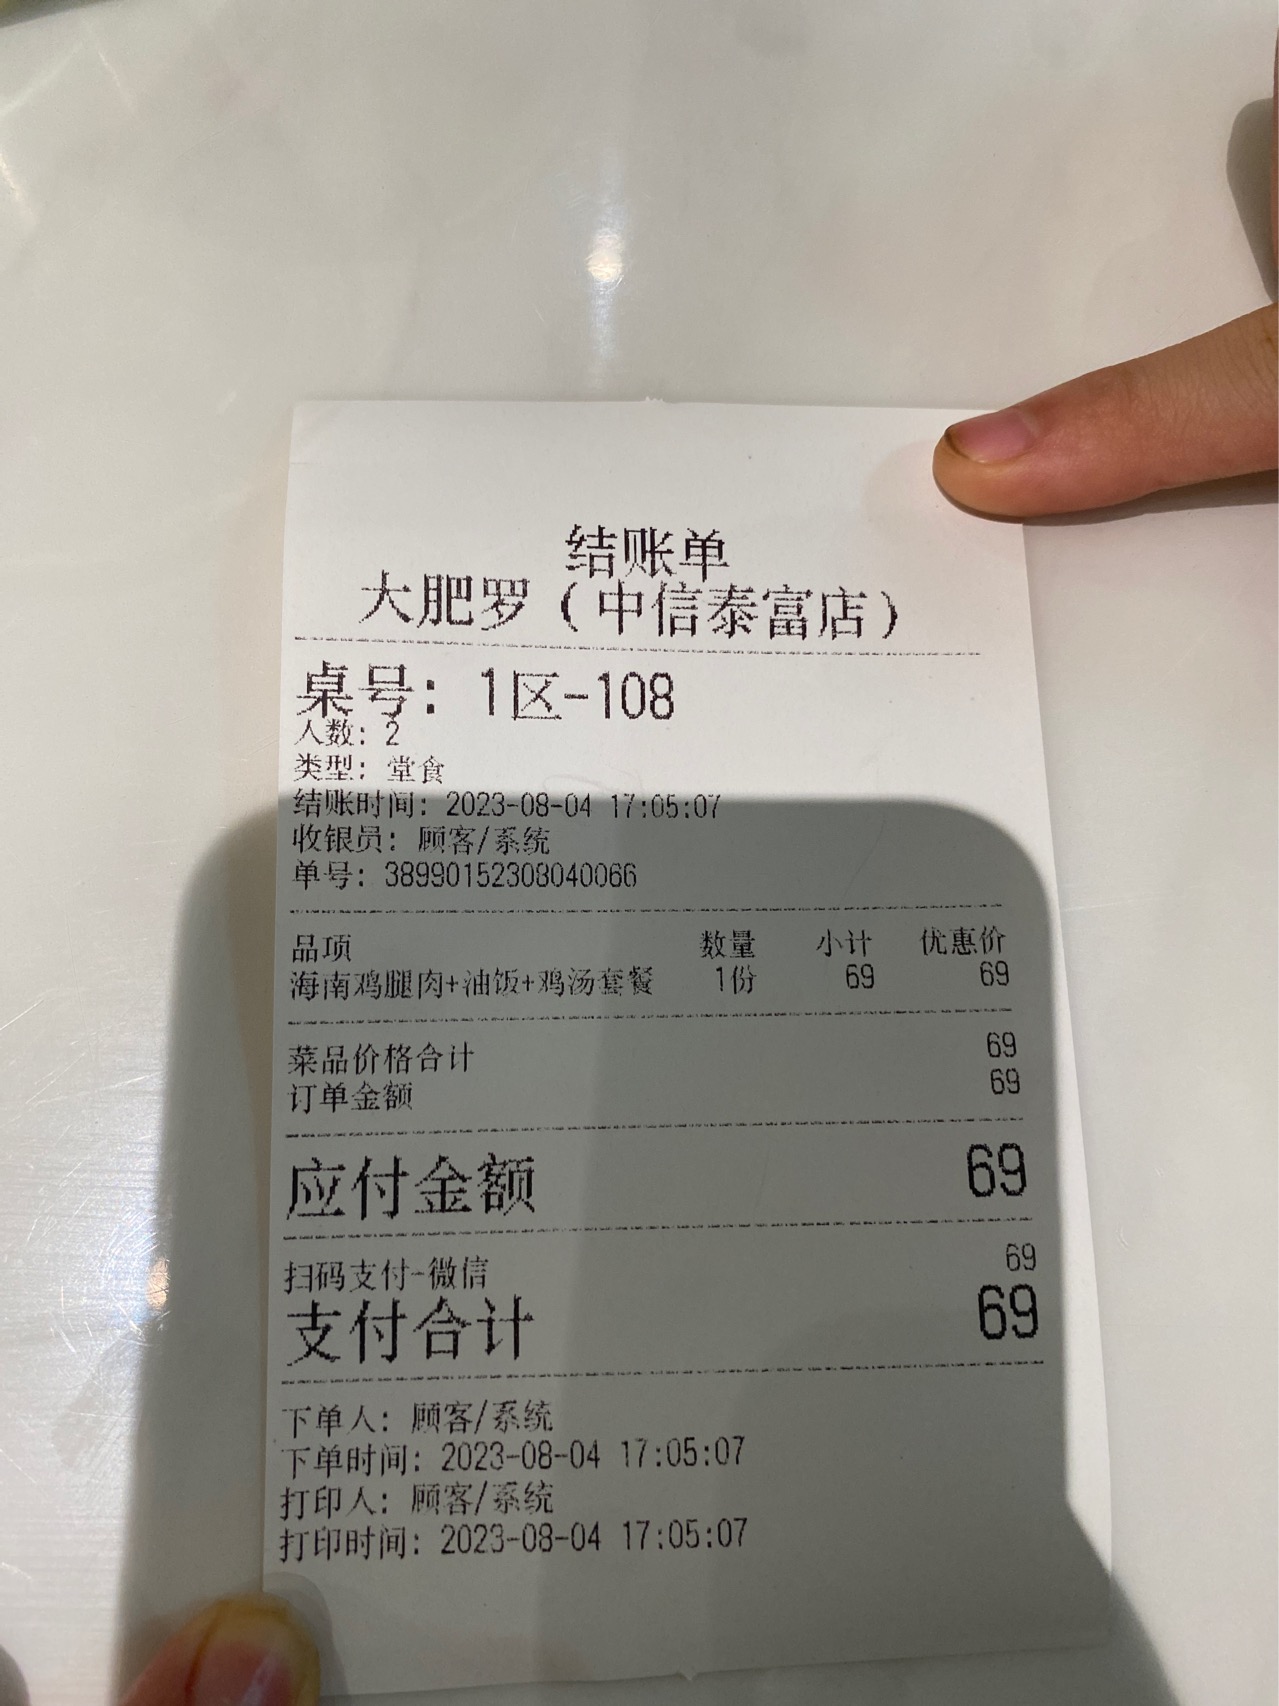 结账单
大肥罗（中信泰富店）
桌号：1区-108
人数：2
类型：堂食
结账时间：2023-08-04 17:05:07
收银员：顾客/系统
单号：38990152308040066
品项 数量 小计 优惠价
海南鸡腿肉+油饭+鸡汤套餐 1份 69 69
菜品价格合计 69
订单金额 69
应付金额 69
扫码支付-微信 69
支付合计 69
下单人：顾客/系统
下单时间：2023-08-04 17:05:07
打印人：顾客/系统
打印时间：2023-08-04 17:05:07